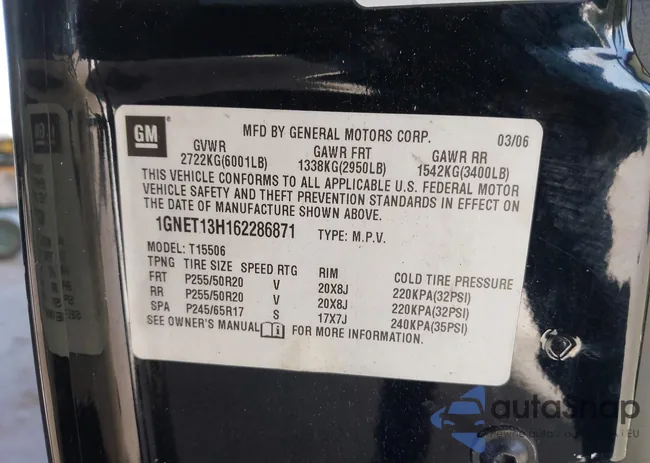 GM
MFD BY GENERAL MOTORS CORP. 03/06
GVWR GAWR FRT GAWR RR
2722KG(6001LB) 1338KG(2950LB) 1542KG(3400LB)
THIS VEHICLE CONFORMS TO ALL APPLICABLE U.S. FEDERAL MOTOR
VEHICLE SAFETY AND THEFT PREVENTION STANDARDS IN EFFECT ON
THE DATE OF MANUFACTURE SHOWN ABOVE.
1GNET13H162286871 TYPE: M.P.V.
MODEL: T15506
TPNG TIRE SIZE SPEED RTG RIM COLD TIRE PRESSURE
FRT P255/50R20 V 20X8J 220KPA(32PSI)
RR P255/50R20 V 20X8J 220KPA(32PSI)
SPA P245/65R17 S 17X7J 240KPA(35PSI)
SEE OWNER'S MANUAL FOR MORE INFORMATION.
autosnap